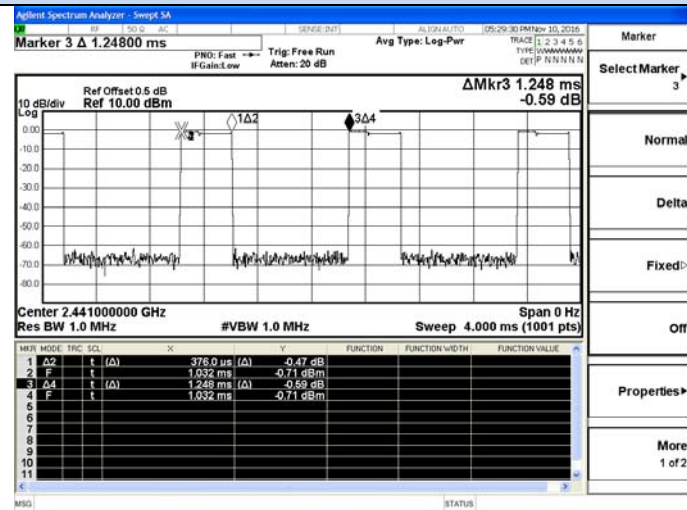 Agilent Spectrum Analyzer - Swept SA
RF 50 Ω AC SENSE:INT ALIGN AUTO 05:29:30 PM Nov 10, 2016
Marker 3 Δ 1.24800 ms
PNO: Fast
IFGain:Low
Trig: Free Run
Atten: 20 dB
Avg Type: Log-Pwr
TRACE 1 2 3 4 5 6
TYPE WWWWWW
DET P N N N N N
Marker
Select Marker
3
Normal
Delta
Fixed
Off
Properties
More
1 of 2
Ref Offset 0.5 dB
10 dB/div Ref 10.00 dBm
Log
ΔMkr3 1.248 ms
-0.59 dB
1Δ2
3Δ4
0.00
-10.0
-20.0
-30.0
-40.0
-50.0
-60.0
-70.0
-80.0
Center 2.441000000 GHz Span 0 Hz
Res BW 1.0 MHz #VBW 1.0 MHz Sweep 4.000 ms (1001 pts)
MKR MODE TRC SCL X Y FUNCTION FUNCTION WIDTH FUNCTION VALUE
1 Δ2 t (Δ) 376.0 µs (Δ) -0.47 dB
2 F t 1.032 ms -0.71 dBm
3 Δ4 t (Δ) 1.248 ms (Δ) -0.59 dB
4 F t 1.032 ms -0.71 dBm
5
6
7
8
9
10
11
MSG STATUS